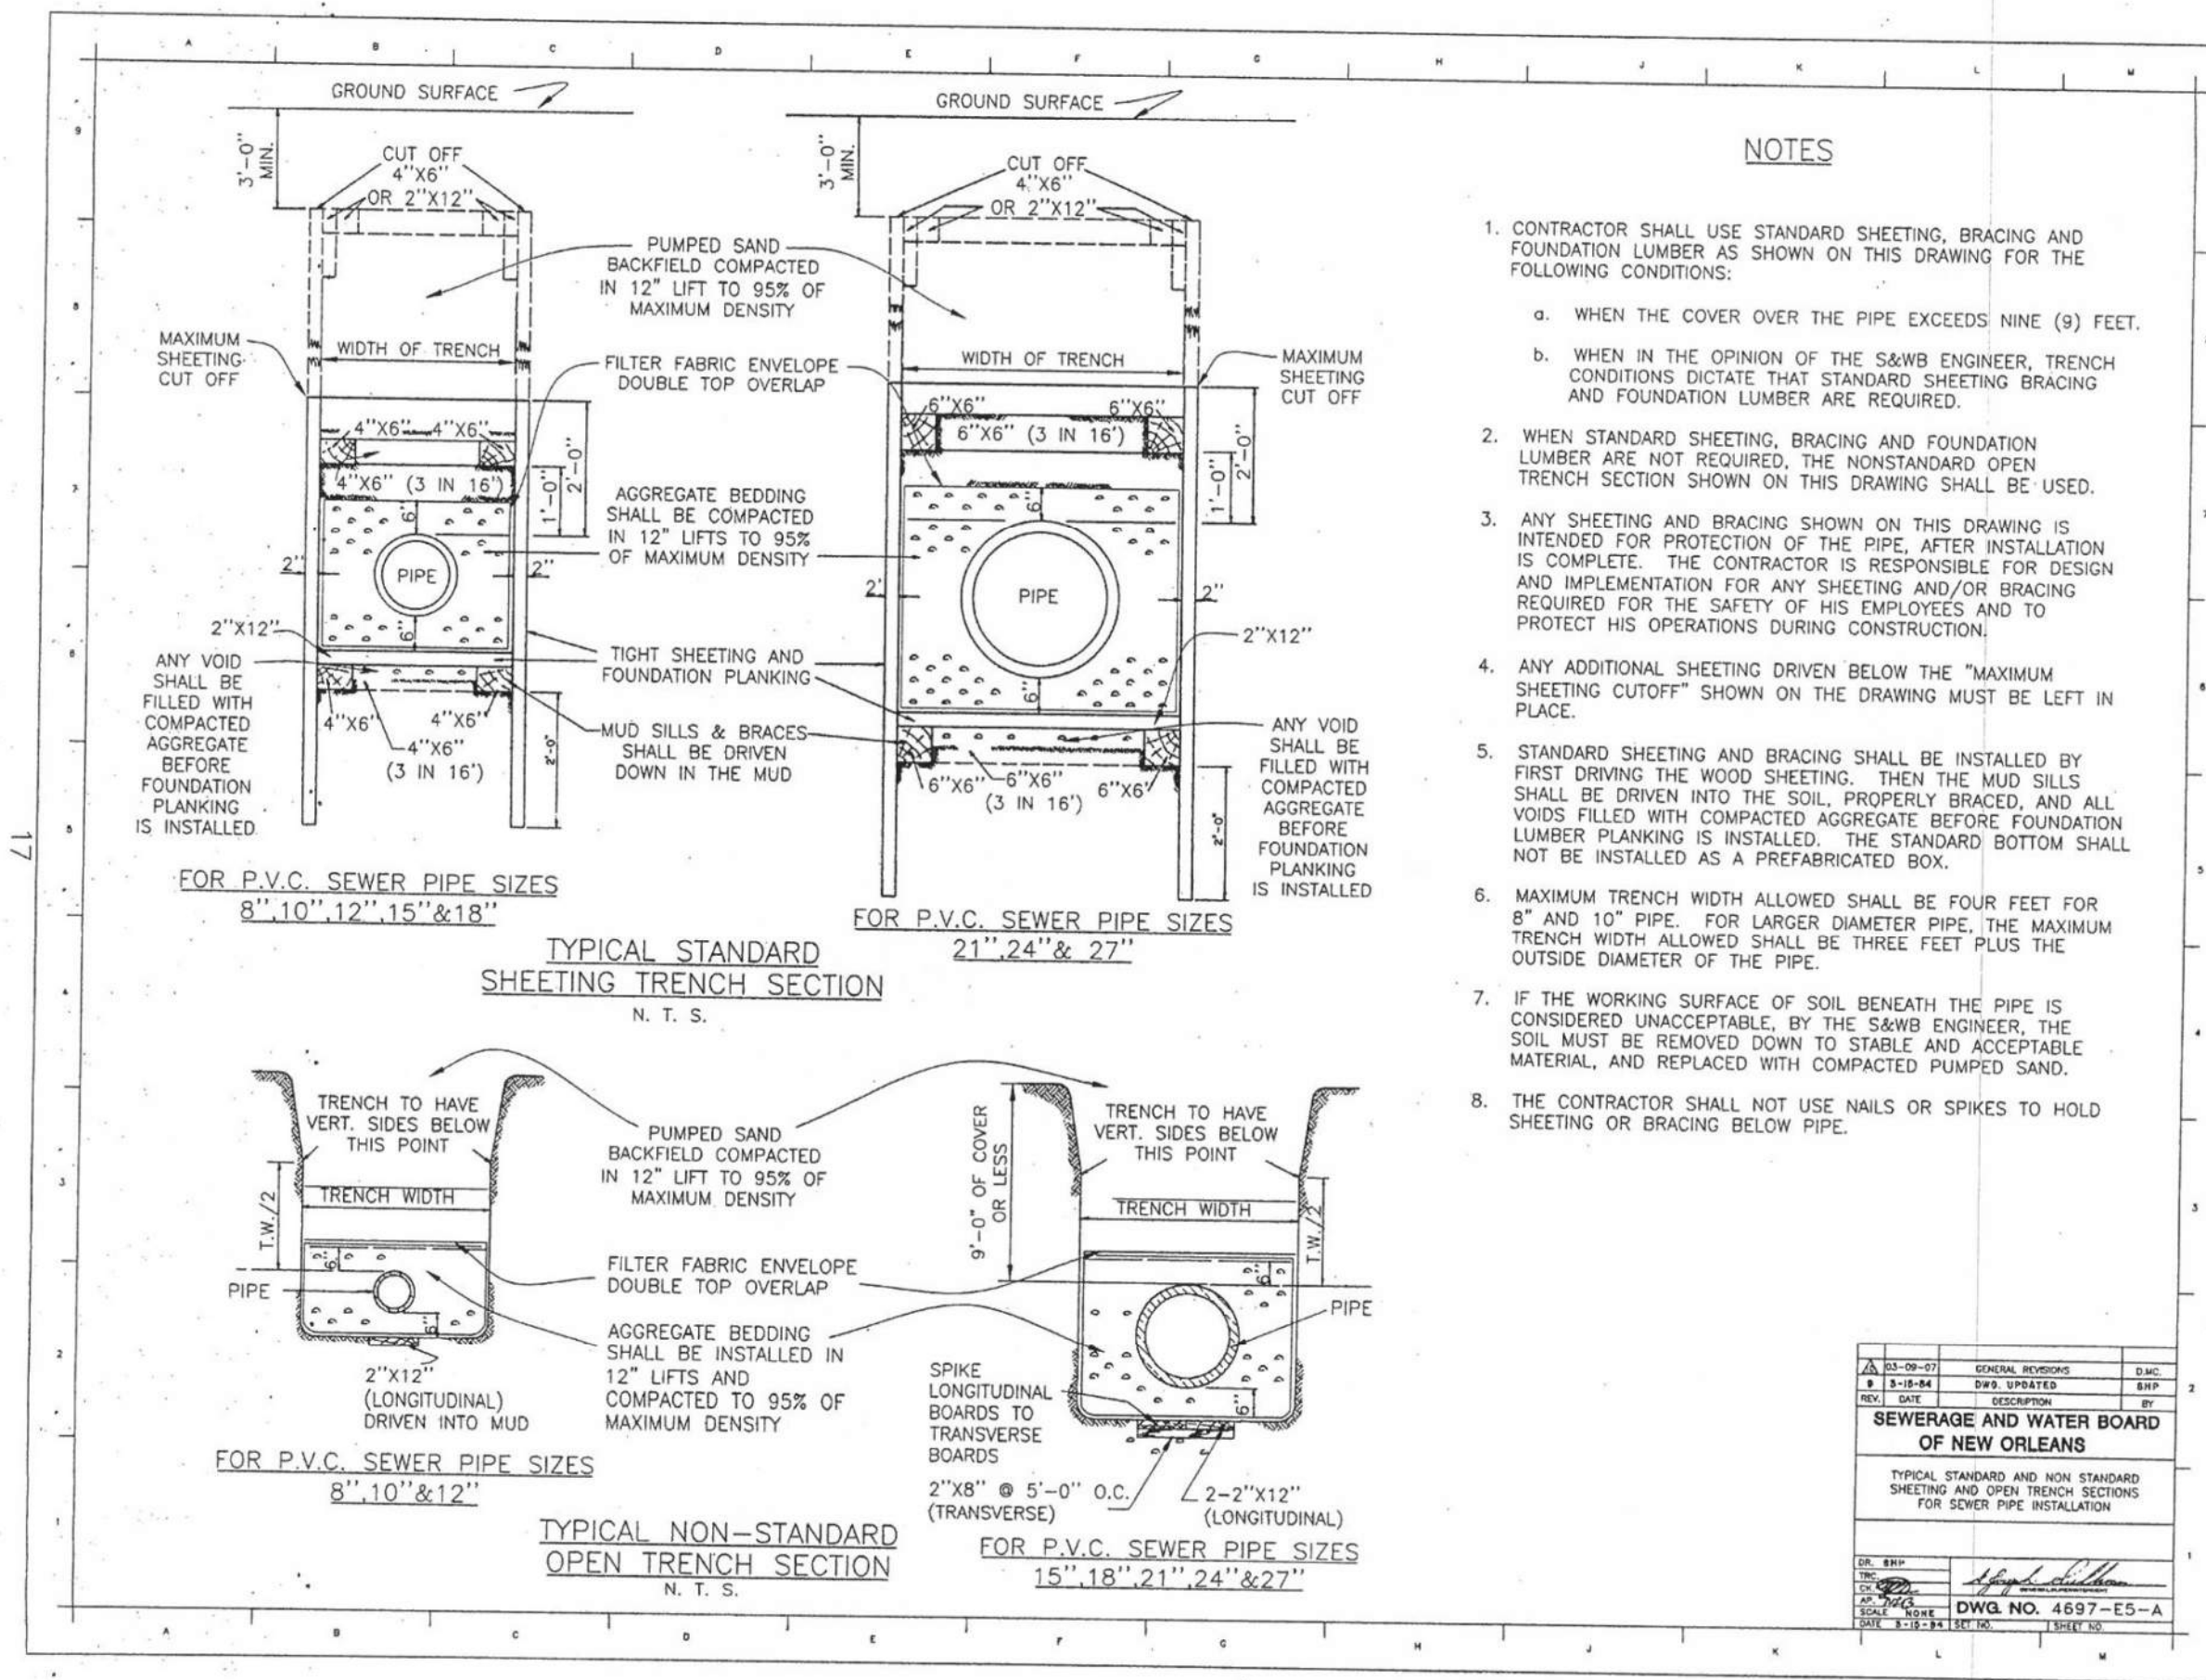 A B C D E F G H J K L M
GROUND SURFACE
3'-0"
MIN.
CUT OFF
4"X6"
OR 2"X12"
GROUND SURFACE
3'-0"
MIN.
CUT OFF
4"X6"
OR 2"X12"
PUMPED SAND
BACKFIELD COMPACTED
IN 12" LIFT TO 95% OF
MAXIMUM DENSITY
MAXIMUM
SHEETING
CUT OFF
WIDTH OF TRENCH
FILTER FABRIC ENVELOPE
DOUBLE TOP OVERLAP
WIDTH OF TRENCH
MAXIMUM
SHEETING
CUT OFF
4"X6" 4"X6"
4"X6" (3 IN 16')
1'-0"
2'-0"
6"
PIPE
6"
2"
2"
6"X6" 6"X6"
6"X6" (3 IN 16')
1'-0"
2'-0"
6"
PIPE
6"
2'
2"
AGGREGATE BEDDING
SHALL BE COMPACTED
IN 12" LIFTS TO 95%
OF MAXIMUM DENSITY
2"X12"
ANY VOID
SHALL BE
FILLED WITH
COMPACTED
AGGREGATE
BEFORE
FOUNDATION
PLANKING
IS INSTALLED
4"X6" 4"X6"
4"X6"
(3 IN 16')
2'-0"
TIGHT SHEETING AND
FOUNDATION PLANKING
MUD SILLS & BRACES
SHALL BE DRIVEN
DOWN IN THE MUD
2"X12"
6"X6" 6"X6" 6"X6'
(3 IN 16')
2'-0"
ANY VOID
SHALL BE
FILLED WITH
COMPACTED
AGGREGATE
BEFORE
FOUNDATION
PLANKING
IS INSTALLED
FOR P.V.C. SEWER PIPE SIZES
8",10",12",15"&18"
FOR P.V.C. SEWER PIPE SIZES
21",24"& 27"
TYPICAL STANDARD
SHEETING TRENCH SECTION
N. T. S.
TRENCH TO HAVE
VERT. SIDES BELOW
THIS POINT
TRENCH WIDTH
T.W./2
6"
PIPE
6"
2"X12"
(LONGITUDINAL)
DRIVEN INTO MUD
FOR P.V.C. SEWER PIPE SIZES
8",10"&12"
PUMPED SAND
BACKFIELD COMPACTED
IN 12" LIFT TO 95% OF
MAXIMUM DENSITY
FILTER FABRIC ENVELOPE
DOUBLE TOP OVERLAP
AGGREGATE BEDDING
SHALL BE INSTALLED IN
12" LIFTS AND
COMPACTED TO 95% OF
MAXIMUM DENSITY
9'-0" OF COVER
OR LESS
TRENCH TO HAVE
VERT. SIDES BELOW
THIS POINT
TRENCH WIDTH
T.W./2
6"
PIPE
6"
SPIKE
LONGITUDINAL
BOARDS TO
TRANSVERSE
BOARDS
2"X8" @ 5'-0" O.C.
(TRANSVERSE)
2-2"X12"
(LONGITUDINAL)
FOR P.V.C. SEWER PIPE SIZES
15",18",21",24"&27"
TYPICAL NON-STANDARD
OPEN TRENCH SECTION
N. T. S.
NOTES
1. CONTRACTOR SHALL USE STANDARD SHEETING, BRACING AND
FOUNDATION LUMBER AS SHOWN ON THIS DRAWING FOR THE
FOLLOWING CONDITIONS:
a. WHEN THE COVER OVER THE PIPE EXCEEDS NINE (9) FEET.
b. WHEN IN THE OPINION OF THE S&WB ENGINEER, TRENCH
CONDITIONS DICTATE THAT STANDARD SHEETING BRACING
AND FOUNDATION LUMBER ARE REQUIRED.
2. WHEN STANDARD SHEETING, BRACING AND FOUNDATION
LUMBER ARE NOT REQUIRED, THE NONSTANDARD OPEN
TRENCH SECTION SHOWN ON THIS DRAWING SHALL BE USED.
3. ANY SHEETING AND BRACING SHOWN ON THIS DRAWING IS
INTENDED FOR PROTECTION OF THE PIPE, AFTER INSTALLATION
IS COMPLETE. THE CONTRACTOR IS RESPONSIBLE FOR DESIGN
AND IMPLEMENTATION FOR ANY SHEETING AND/OR BRACING
REQUIRED FOR THE SAFETY OF HIS EMPLOYEES AND TO
PROTECT HIS OPERATIONS DURING CONSTRUCTION.
4. ANY ADDITIONAL SHEETING DRIVEN BELOW THE "MAXIMUM
SHEETING CUTOFF" SHOWN ON THE DRAWING MUST BE LEFT IN
PLACE.
5. STANDARD SHEETING AND BRACING SHALL BE INSTALLED BY
FIRST DRIVING THE WOOD SHEETING. THEN THE MUD SILLS
SHALL BE DRIVEN INTO THE SOIL, PROPERLY BRACED, AND ALL
VOIDS FILLED WITH COMPACTED AGGREGATE BEFORE FOUNDATION
LUMBER PLANKING IS INSTALLED. THE STANDARD BOTTOM SHALL
NOT BE INSTALLED AS A PREFABRICATED BOX.
6. MAXIMUM TRENCH WIDTH ALLOWED SHALL BE FOUR FEET FOR
8" AND 10" PIPE. FOR LARGER DIAMETER PIPE, THE MAXIMUM
TRENCH WIDTH ALLOWED SHALL BE THREE FEET PLUS THE
OUTSIDE DIAMETER OF THE PIPE.
7. IF THE WORKING SURFACE OF SOIL BENEATH THE PIPE IS
CONSIDERED UNACCEPTABLE, BY THE S&WB ENGINEER, THE
SOIL MUST BE REMOVED DOWN TO STABLE AND ACCEPTABLE
MATERIAL, AND REPLACED WITH COMPACTED PUMPED SAND.
8. THE CONTRACTOR SHALL NOT USE NAILS OR SPIKES TO HOLD
SHEETING OR BRACING BELOW PIPE.
03-09-07 GENERAL REVISIONS D.MC.
3-15-84 DWG. UPDATED BHP
REV. DATE DESCRIPTION BY
SEWERAGE AND WATER BOARD
OF NEW ORLEANS
TYPICAL STANDARD AND NON STANDARD
SHEETING AND OPEN TRENCH SECTIONS
FOR SEWER PIPE INSTALLATION
DR. BHP
TRC.
CK.
AP.
SCALE NONE
DWG. NO. 4697-E5-A
DATE 3-15-84 SET NO. SHEET NO.
17
A B C D E F G H J K L M